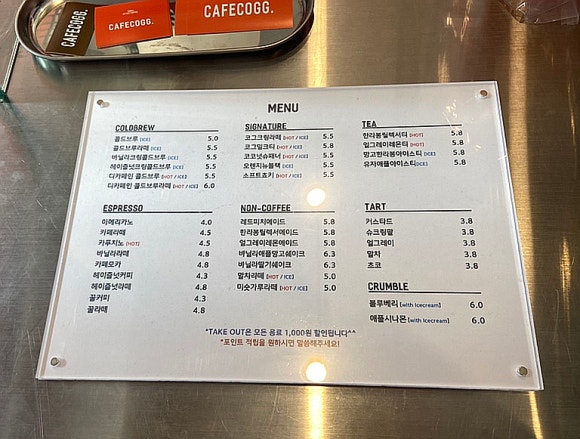 CAFECOGG.
CAFECOGG.
CAFECOGG.
MENU
COLDBREW
콜드브루 [ICE] 5.0
콜드브루라떼 [ICE] 5.5
바닐라크림콜드브루 [ICE] 5.5
헤이즐넛크림콜드브루 [ICE] 5.5
디카페인 콜드브루 [HOT / ICE] 5.5
디카페인 콜드브루라떼 [HOT / ICE] 6.0
SIGNATURE
코그크림라떼 [HOT / ICE] 5.5
코그밀크티 [HOT / ICE] 5.8
코코넛슈패너 [HOT / ICE] 5.5
오렌지뉴블랙 [ICE] 5.5
소프트쵸키 [HOT / ICE] 5.5
TEA
한라봉릴렉서티 [HOT] 5.8
얼그레이레몬티 [HOT] 5.8
망고한라봉아이스티 [ICE] 5.8
유자애플아이스티 [ICE] 5.8
ESPRESSO
아메리카노 4.0
카페라떼 4.5
카푸치노 [HOT] 4.5
바닐라라떼 4.8
카페모카 4.8
헤이즐넛커피 4.3
헤이즐넛라떼 4.8
꿀커피 4.3
꿀라떼 4.8
NON-COFFEE
레드피치에이드 5.8
한라봉릴렉서에이드 5.8
얼그레이레몬에이드 5.8
바닐라애플망고쉐이크 6.3
바닐라딸기쉐이크 6.3
말차라떼 [HOT / ICE] 5.0
미숫가루라떼 [HOT / ICE] 5.0
TART
커스타드 3.8
슈크림팥 3.8
얼그레이 3.8
말차 3.8
초코 3.8
CRUMBLE
블루베리 [with Icecream] 6.0
애플시나몬 [with Icecream] 6.0
*TAKE OUT은 모든 음료 1,000원 할인됩니다^^
*포인트 적립을 원하시면 말씀해주세요!